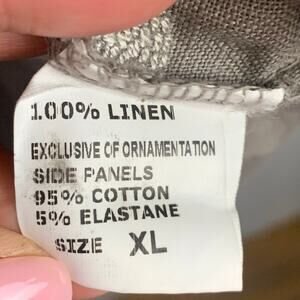 100% LINEN
EXCLUSIVE OF ORNAMENTATION
SIDE PANELS
95% COTTON
5% ELASTANE
SIZE XL